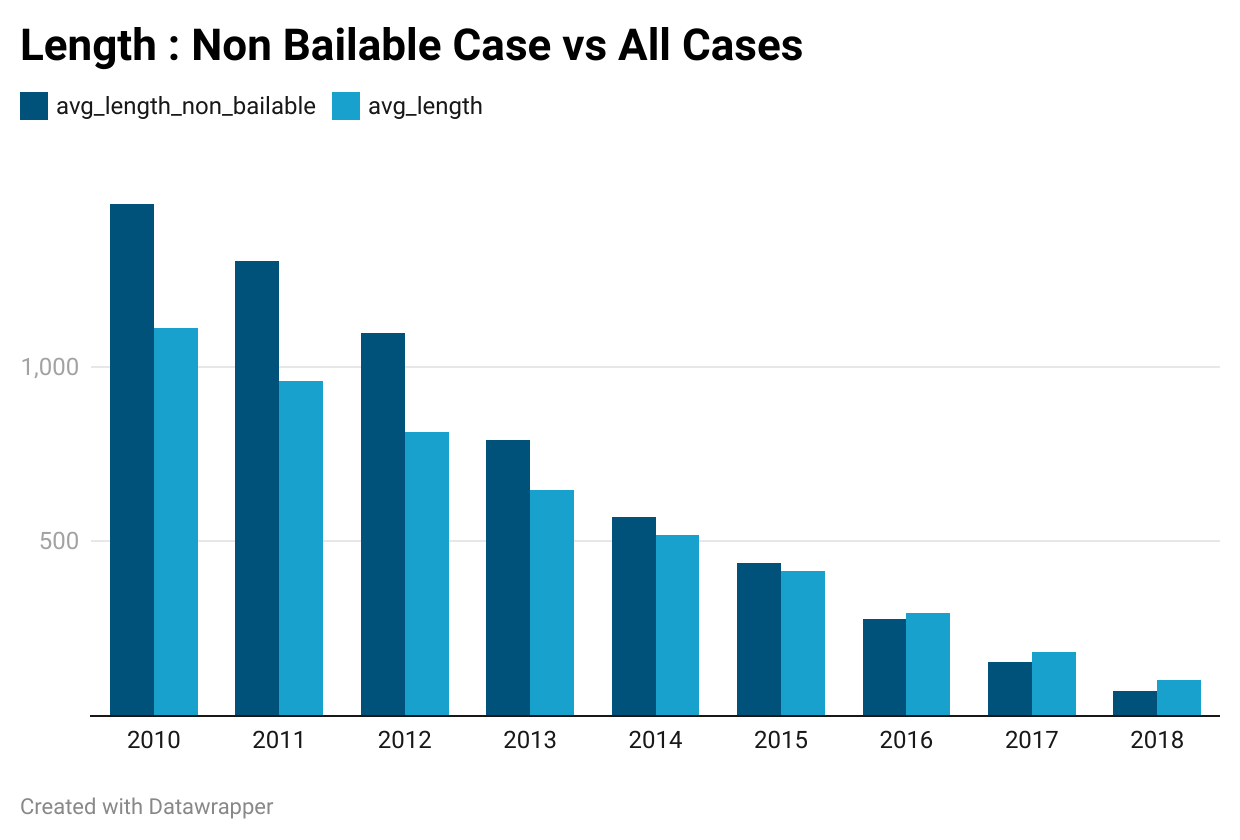 Length : Non Bailable Case vs All Cases
avg_length_non_bailable avg_length
1,000
500
2010 2011 2012 2013 2014 2015 2016 2017 2018
Created with Datawrapper